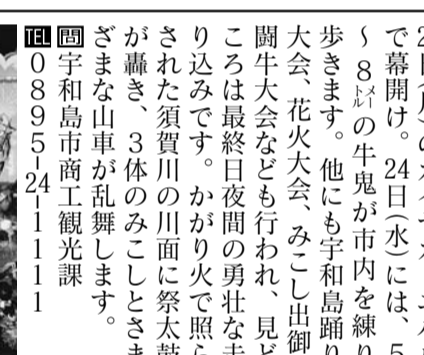 日(月)の
で幕開け。24日(水)には、5
～8メートルの牛鬼が市内を練り
歩きます。他にも宇和島踊り
大会、花火大会、みこし出御
闘牛大会なども行われ、見ど
ころは最終日夜間の勇壮な走
り込みです。かがり火で照ら
された須賀川の川面に祭太鼓
が轟き、3体のみこしとさま
ざまな山車が乱舞します。
問宇和島市商工観光課
TEL0895-24-1111